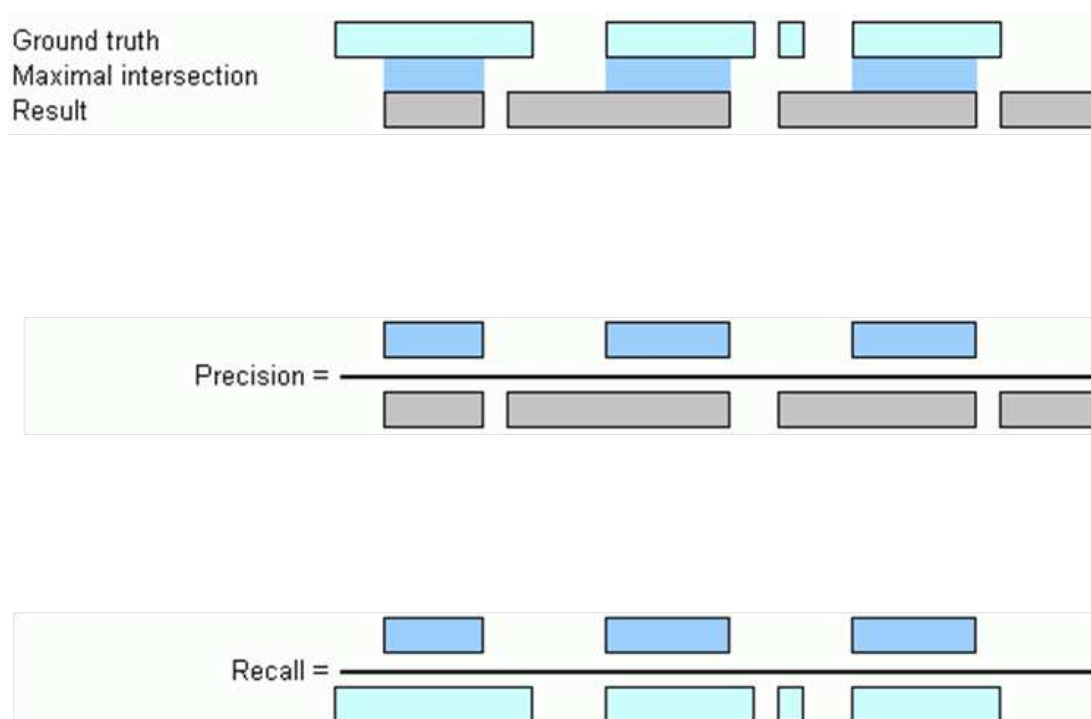 Ground truth
Maximal intersection
Result
Precision =
Recall =